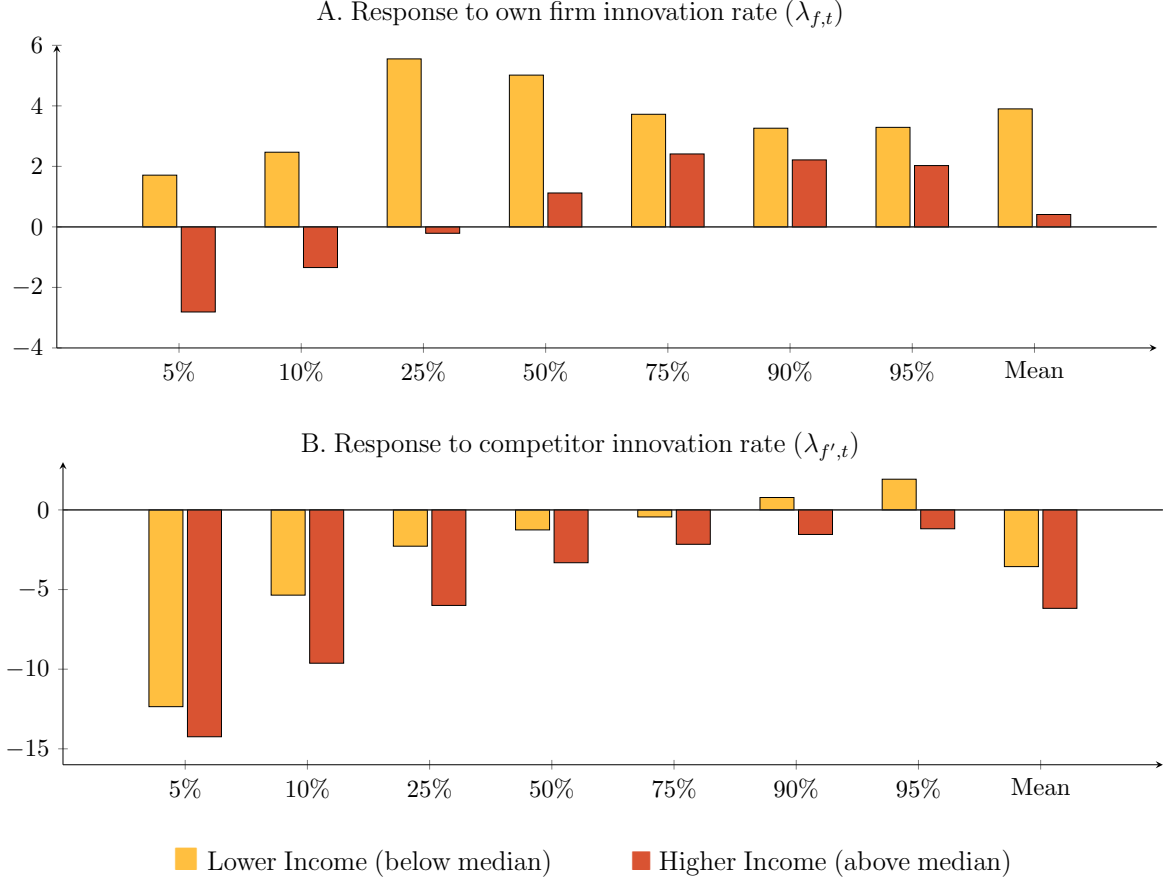 A. Response to own firm innovation rate (λf,t)
6
4
2
0
−2
−4
5% 10% 25% 50% 75% 90% 95% Mean
B. Response to competitor innovation rate (λf′,t)
0
−5
−10
−15
5% 10% 25% 50% 75% 90% 95% Mean
Lower Income (below median) Higher Income (above median)